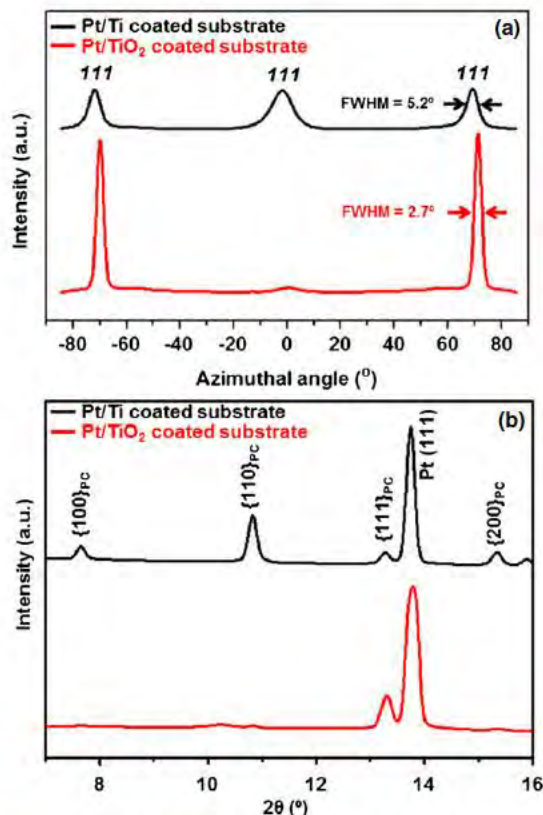 Pt/Ti coated substrate
(a)
Pt/TiO₂ coated substrate
111
111
111
FWHM = 5.2º
FWHM = 2.7º
Intensity (a.u.)
-80 -60 -40 -20 0 20 40 60 80
Azimuthal angle (º)
Pt/Ti coated substrate
(b)
Pt/TiO₂ coated substrate
{100}PC
{110}PC
{111}PC
Pt (111)
{200}PC
Intensity (a.u.)
8 10 12 14 16
2θ (º)